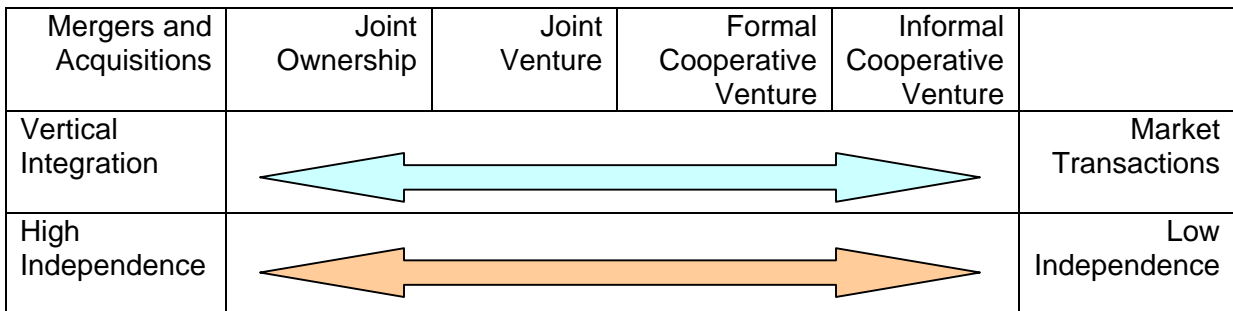 Mergers and
Acquisitions
Joint
Ownership
Joint
Venture
Formal
Cooperative
Venture
Informal
Cooperative
Venture
Vertical
Integration
Market
Transactions
High
Independence
Low
Independence